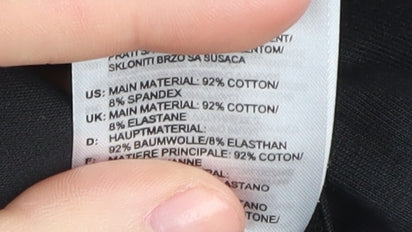 SKLONITI BRZO SA SUSACA
US: MAIN MATERIAL: 92% COTTON/
8% SPANDEX
UK: MAIN MATERIAL: 92% COTTON/
8% ELASTANE
D: HAUPTMATERIAL:
92% BAUMWOLLE/8% ELASTHAN
MATIERE PRINCIPALE: 92% COTON/